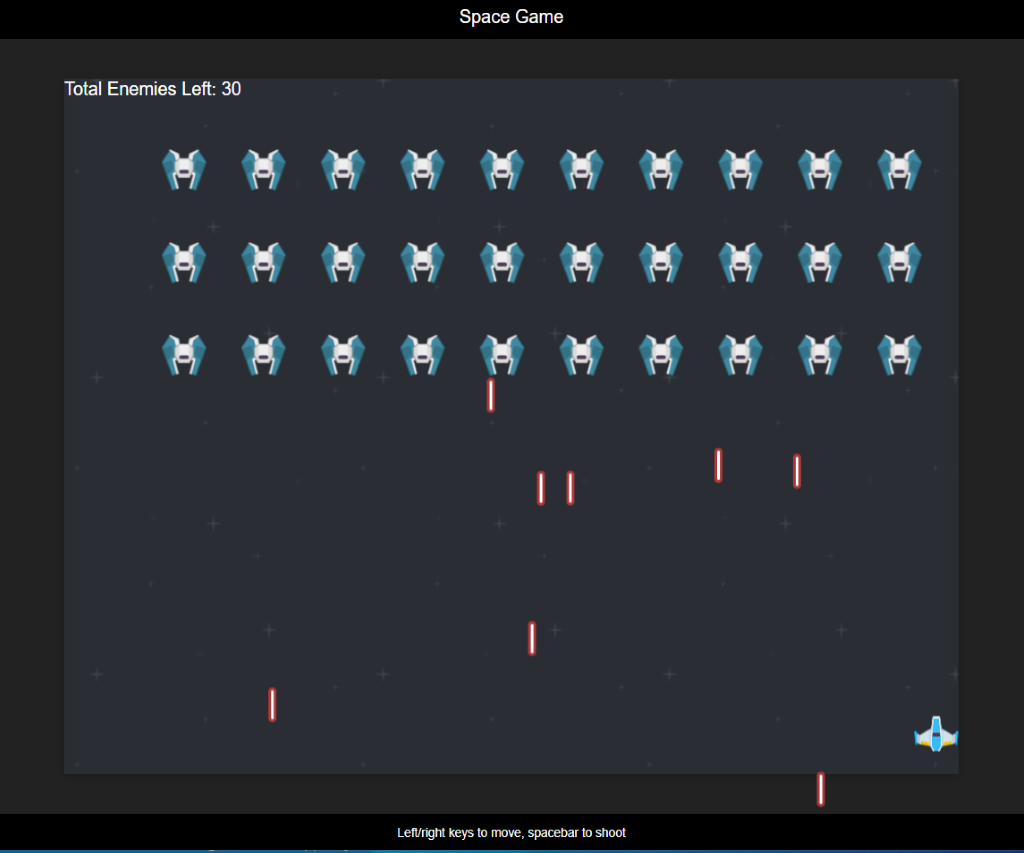 Space Game
Total Enemies Left: 30
Left/right keys to move, spacebar to shoot